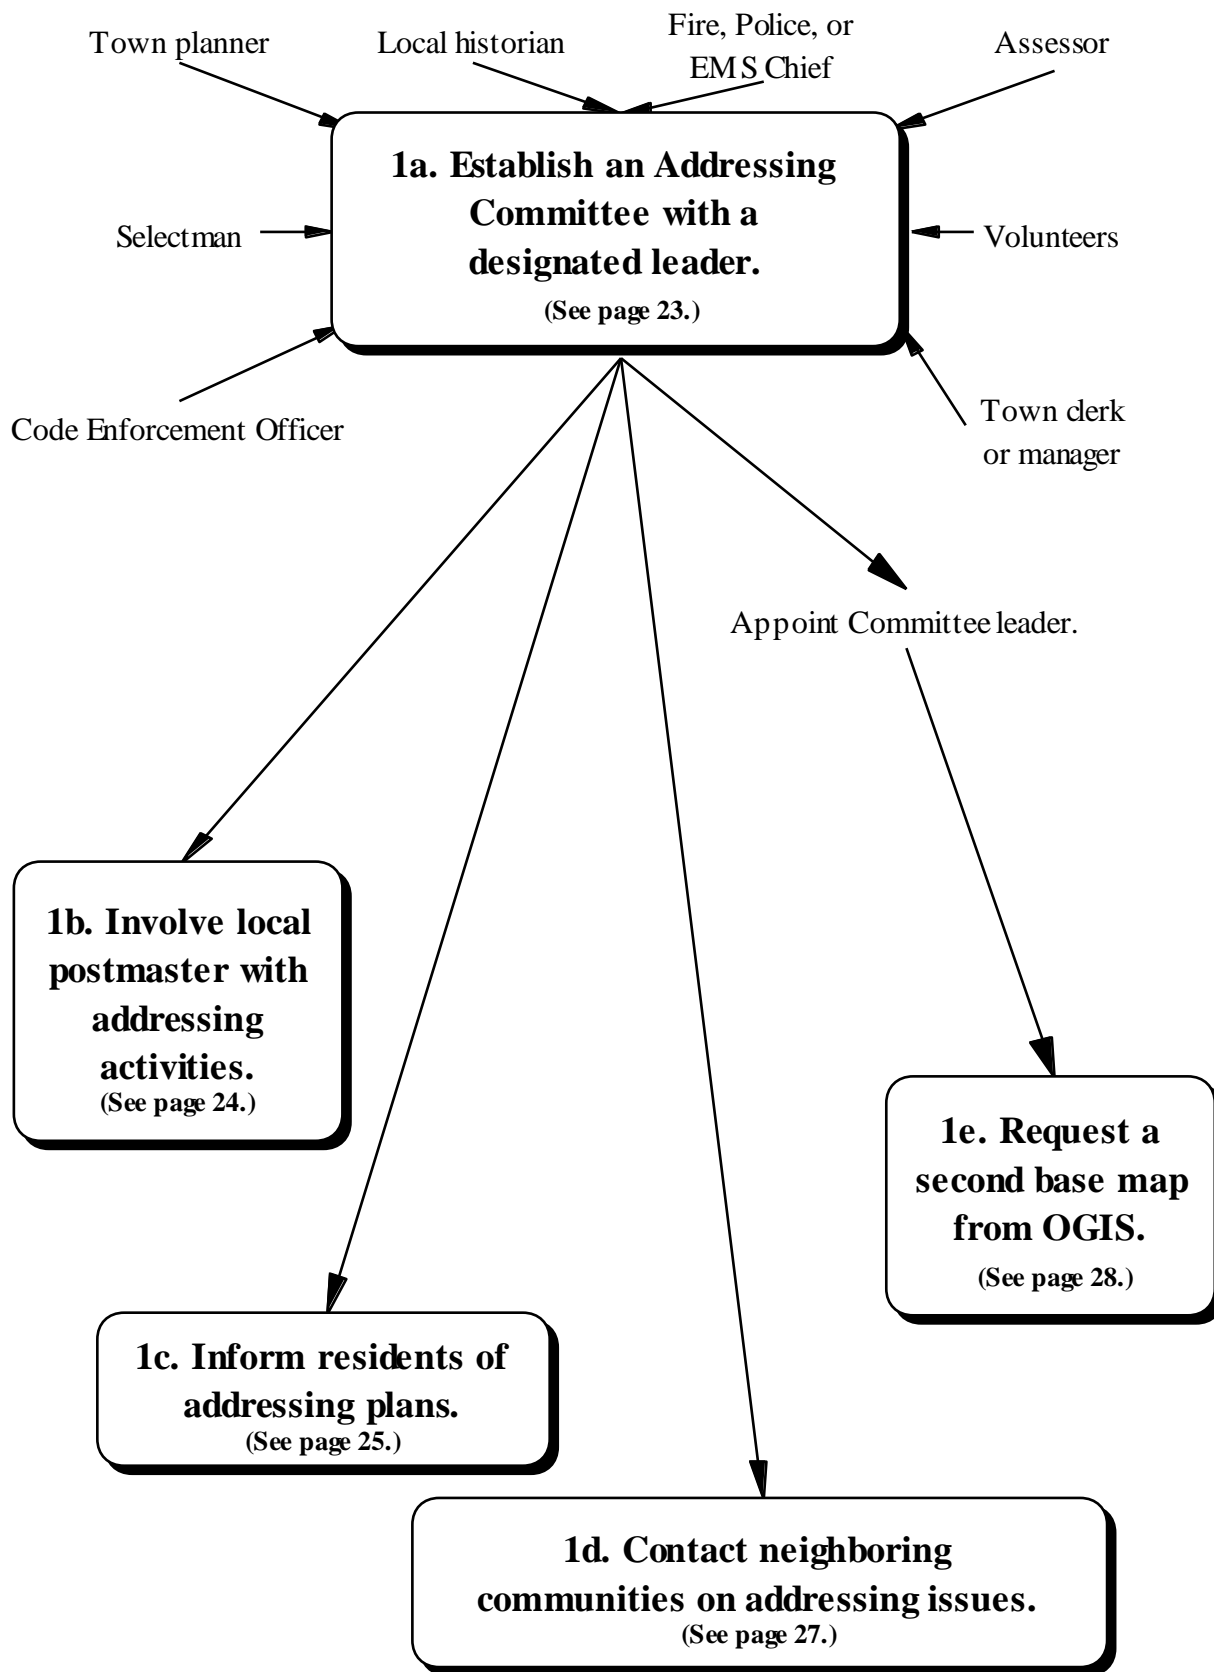 Town planner
Local historian
Fire, Police, or
EMS Chief
Assessor
1a. Establish an Addressing
Committee with a
designated leader.
(See page 23.)
Selectman
Volunteers
Code Enforcement Officer
Town clerk
or manager
Appoint Committee leader.
1b. Involve local
postmaster with
addressing
activities.
(See page 24.)
1e. Request a
second base map
from OGIS.
(See page 28.)
1c. Inform residents of
addressing plans.
(See page 25.)
1d. Contact neighboring
communities on addressing issues.
(See page 27.)